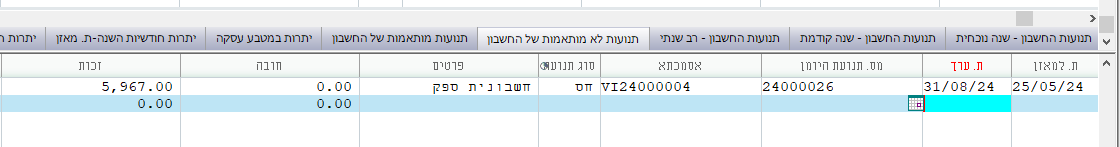 תנועות החשבון - שנה נוכחית תנועות החשבון - שנה קודמת תנועות החשבון - רב שנתי תנועות לא מותאמות של החשבון תנועות מותאמות של החשבון יתרות במטבע עסקה יתרות חודשיות השנה-ת. מאזן יתרות ח
ת. למאזן ת. ערך מס. תנועת היומן אסמכתא סוג תנועה פרטים חובה זכות
25/05/24 31/08/24 24000026 VI24000004 חס חשבונית ספק 0.00 5,967.00
0.00 0.00